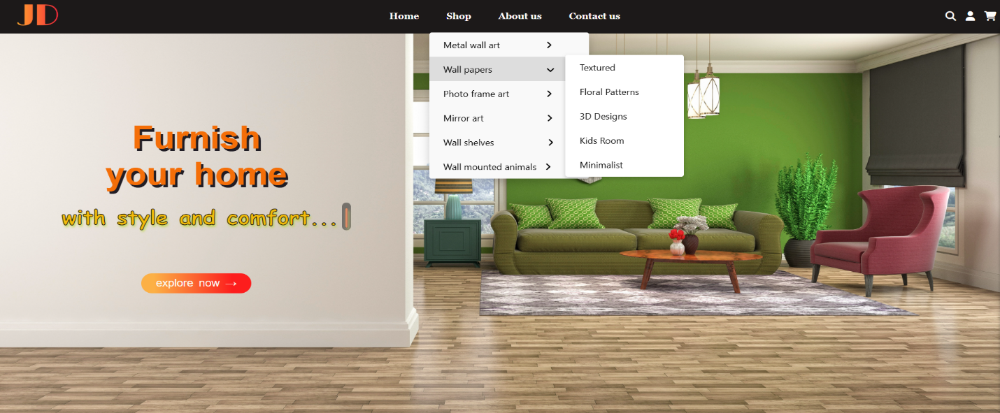 JD
Home Shop About us Contact us
Metal wall art
Wall papers
Photo frame art
Mirror art
Wall shelves
Wall mounted animals
Textured
Floral Patterns
3D Designs
Kids Room
Minimalist
Furnish
your home
with style and comfort...
explore now →